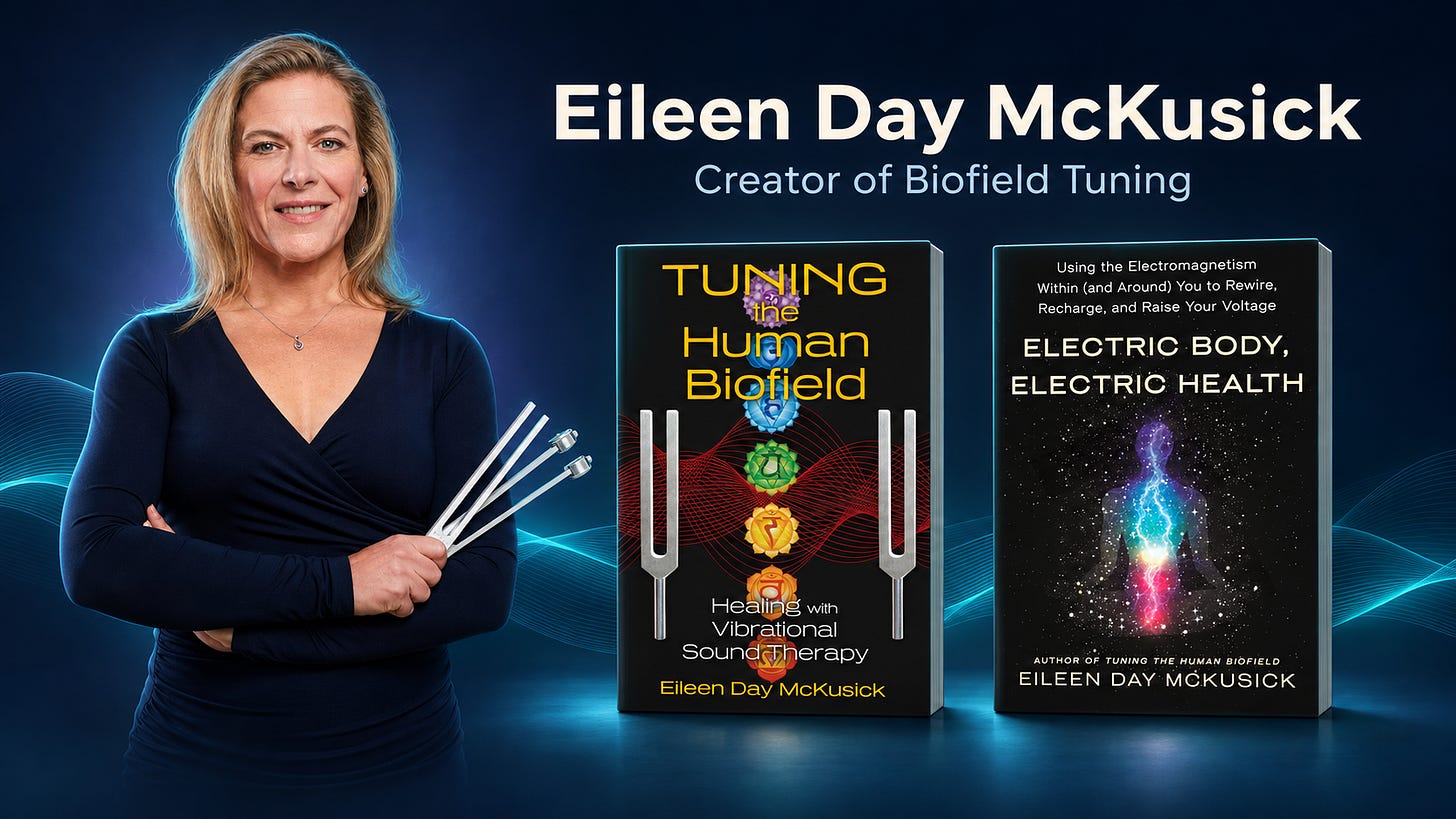 Eileen Day McKusick
Creator of Biofield Tuning
TUNING
the
Human
Biofield
Healing with
Vibrational
Sound Therapy
Eileen Day McKusick
Using the Electromagnetism
Within (and Around) You to Rewire,
Recharge, and Raise Your Voltage
ELECTRIC BODY,
ELECTRIC HEALTH
AUTHOR OF TUNING THE HUMAN BIOFIELD
EILEEN DAY MCKUSICK